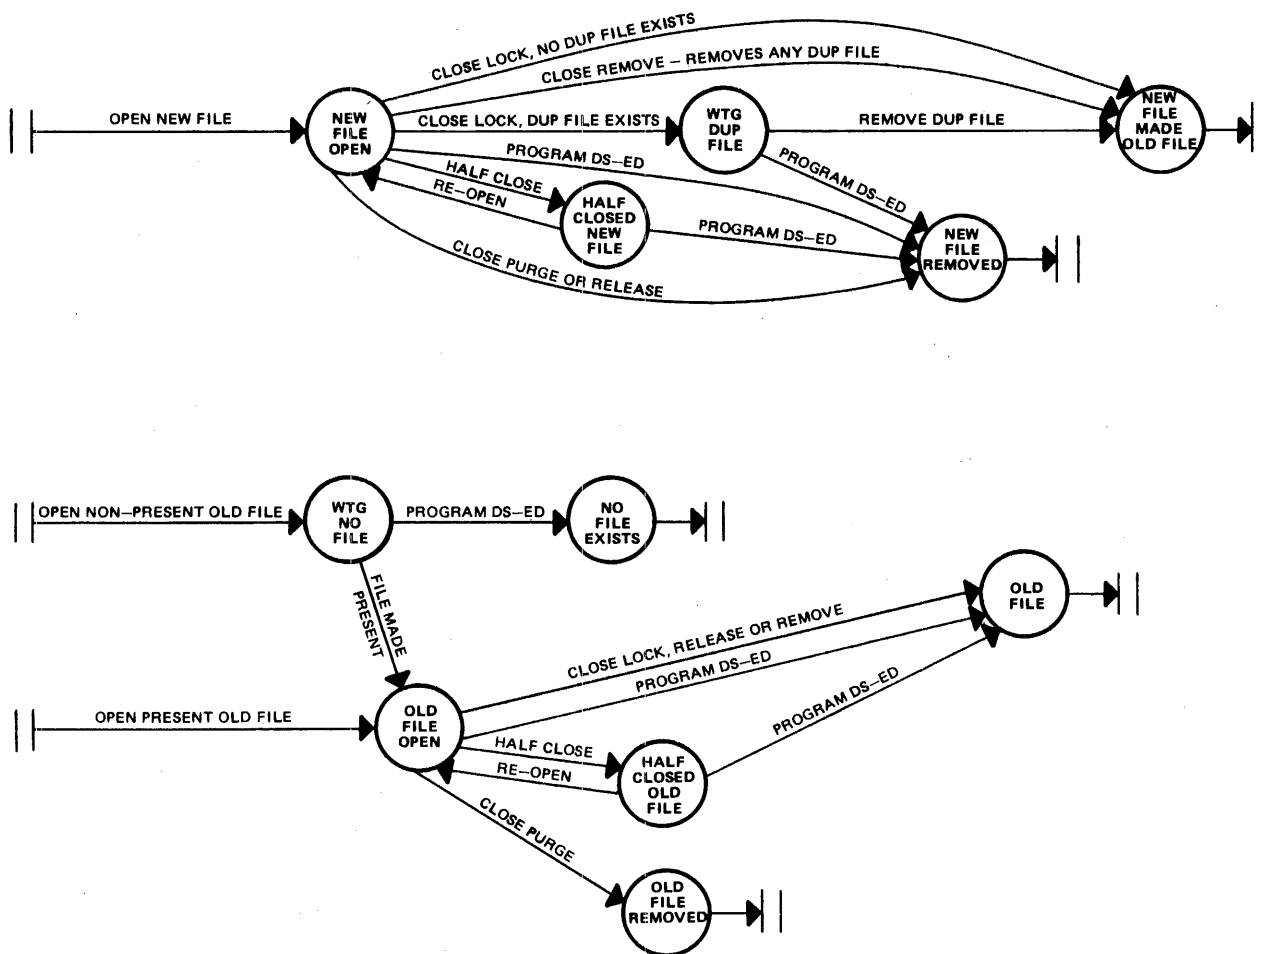 CLOSE LOCK, NO DUP FILE EXISTS
CLOSE REMOVE – REMOVES ANY DUP FILE
OPEN NEW FILE
NEW
FILE
OPEN
CLOSE LOCK, DUP FILE EXISTS
WTG
DUP
FILE
REMOVE DUP FILE
NEW
FILE
MADE
OLD FILE
PROGRAM DS–ED
PROGRAM DS–ED
HALF CLOSE
RE–OPEN
HALF
CLOSED
NEW
FILE
PROGRAM DS–ED
NEW
FILE
REMOVED
CLOSE PURGE OR RELEASE
OPEN NON–PRESENT OLD FILE
WTG
NO
FILE
PROGRAM DS–ED
NO
FILE
EXISTS
FILE MADE
PRESENT
OLD
FILE
CLOSE LOCK, RELEASE OR REMOVE
PROGRAM DS–ED
PROGRAM DS–ED
OPEN PRESENT OLD FILE
OLD
FILE
OPEN
HALF CLOSE
RE–OPEN
HALF
CLOSED
OLD
FILE
CLOSE PURGE
OLD
FILE
REMOVED